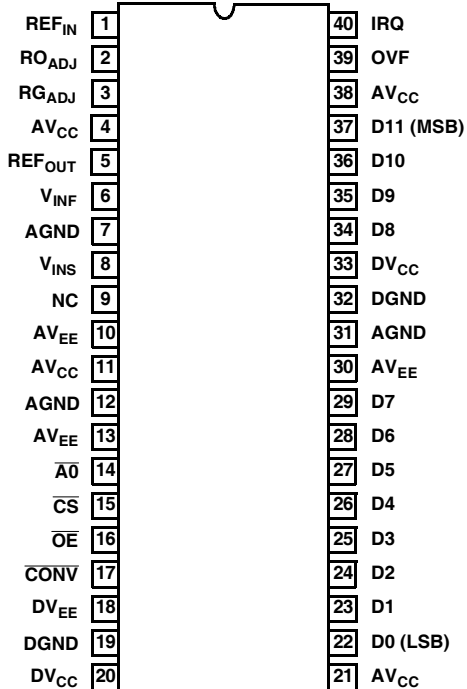 REFIN 1 40 IRQ
ROADJ 2 39 OVF
RGADJ 3 38 AVCC
AVCC 4 37 D11 (MSB)
REFOUT 5 36 D10
VINF 6 35 D9
AGND 7 34 D8
VINS 8 33 DVCC
NC 9 32 DGND
AVEE 10 31 AGND
AVCC 11 30 AVEE
AGND 12 29 D7
AVEE 13 28 D6
A̅0̅ 14 27 D5
C̅S̅ 15 26 D4
O̅E̅ 16 25 D3
C̅O̅N̅V̅ 17 24 D2
DVEE 18 23 D1
DGND 19 22 D0 (LSB)
DVCC 20 21 AVCC